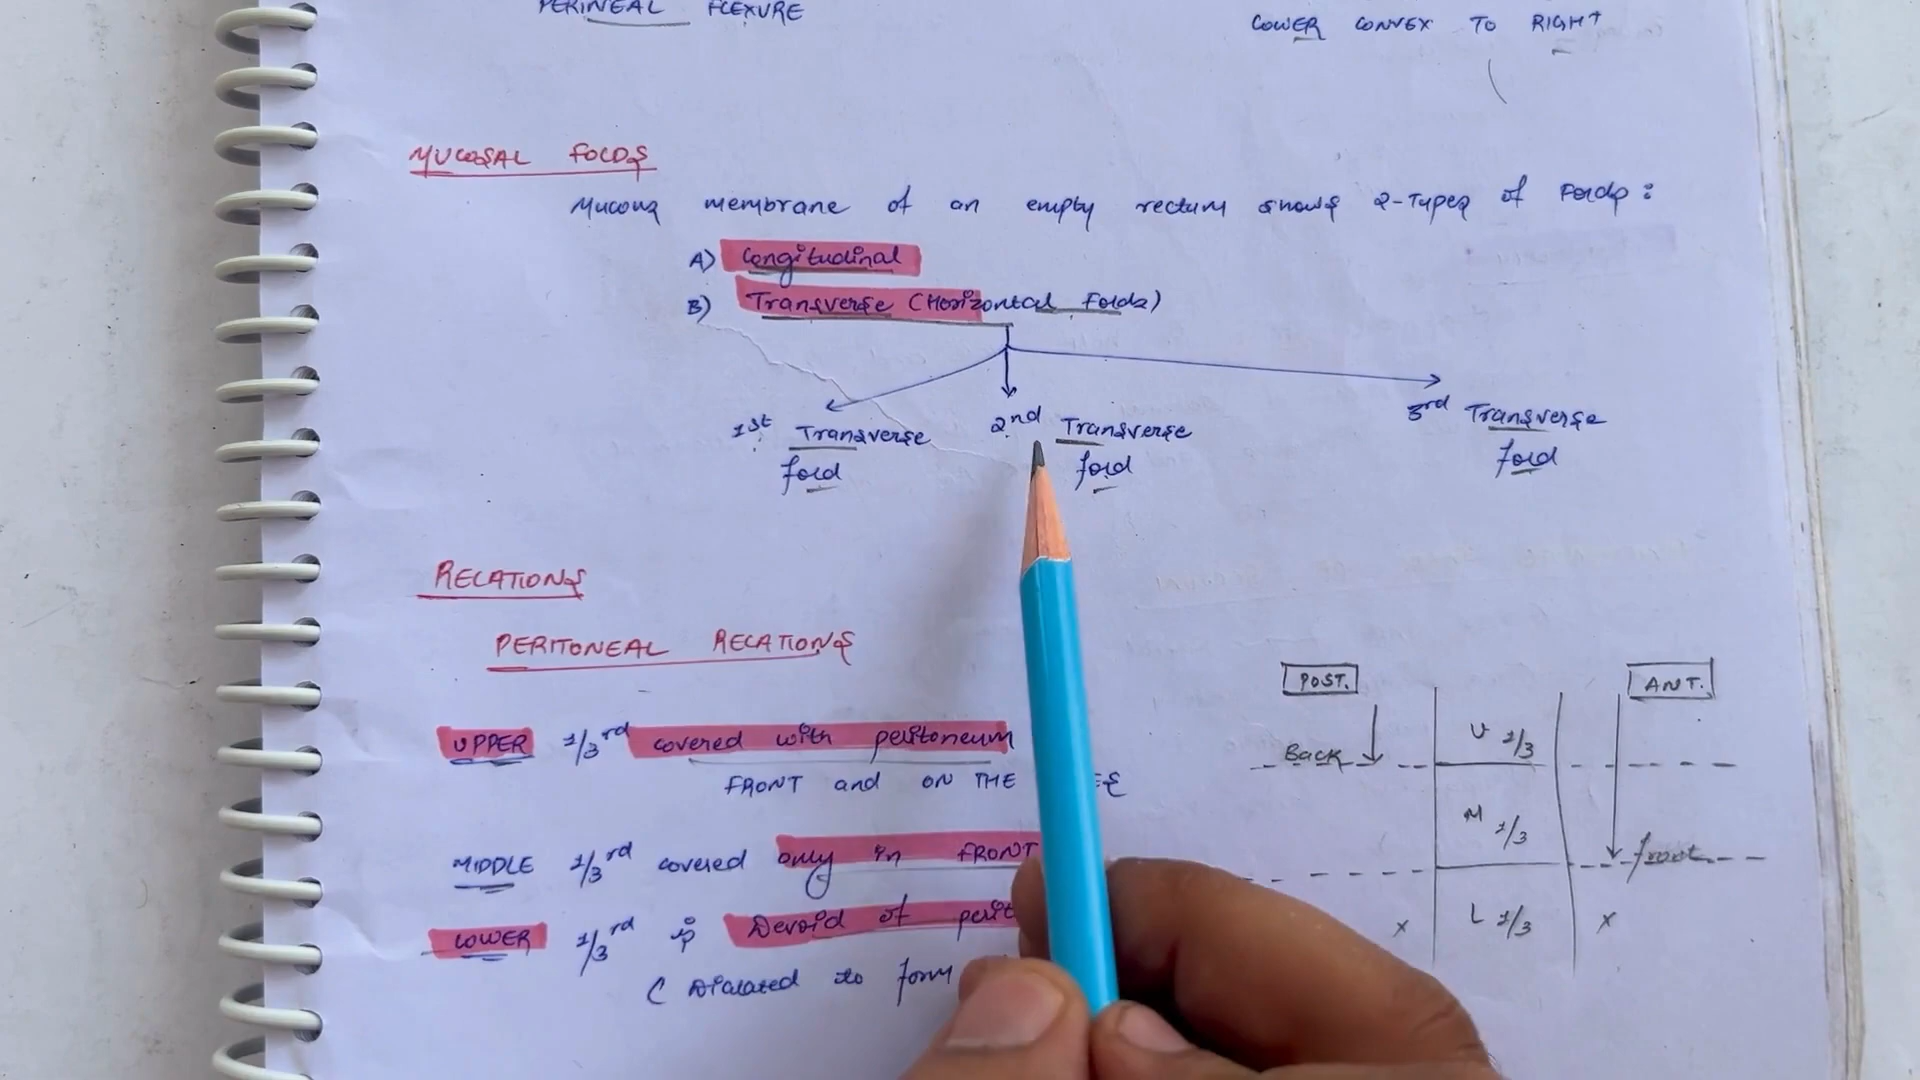 PERINEAL FLEXURE
LOWER CONVEX TO RIGHT
MUCOSAL FOLDS
Mucous membrane of an empty rectum shows 2-Types of Folds:
A) Longitudinal
B) Transverse (Horizontal Folds)
1st Transverse fold
2nd Transverse fold
3rd Transverse fold
RELATIONS
PERITONEAL RELATIONS
UPPER 1/3rd covered with peritoneum
FRONT and ON THE
MIDDLE 1/3rd covered only in FRONT
LOWER 1/3rd is Devoid of
( Dialated to form
POST.
ANT.
Back
U 1/3
M 1/3
front
x
L 1/3
x